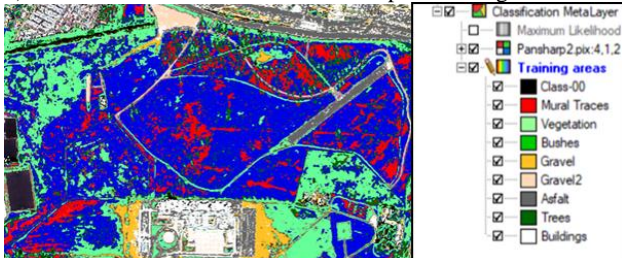 Classification MetaLayer
Maximum Likelihood
Pansharp2.pix:4,1,2
Training areas
Class-00
Mural Traces
Vegetation
Bushes
Gravel
Gravel2
Asfalt
Trees
Buildings